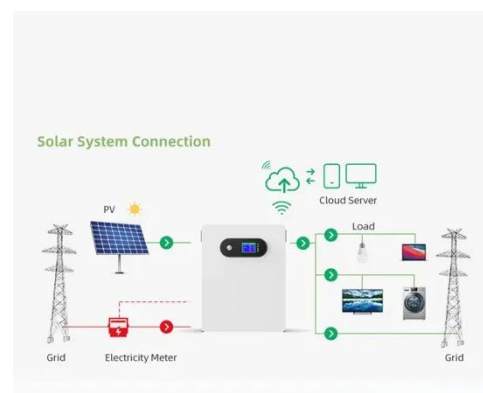 Solar System Connection
Cloud Server
PV
Load
Grid
Electricity Meter
Grid